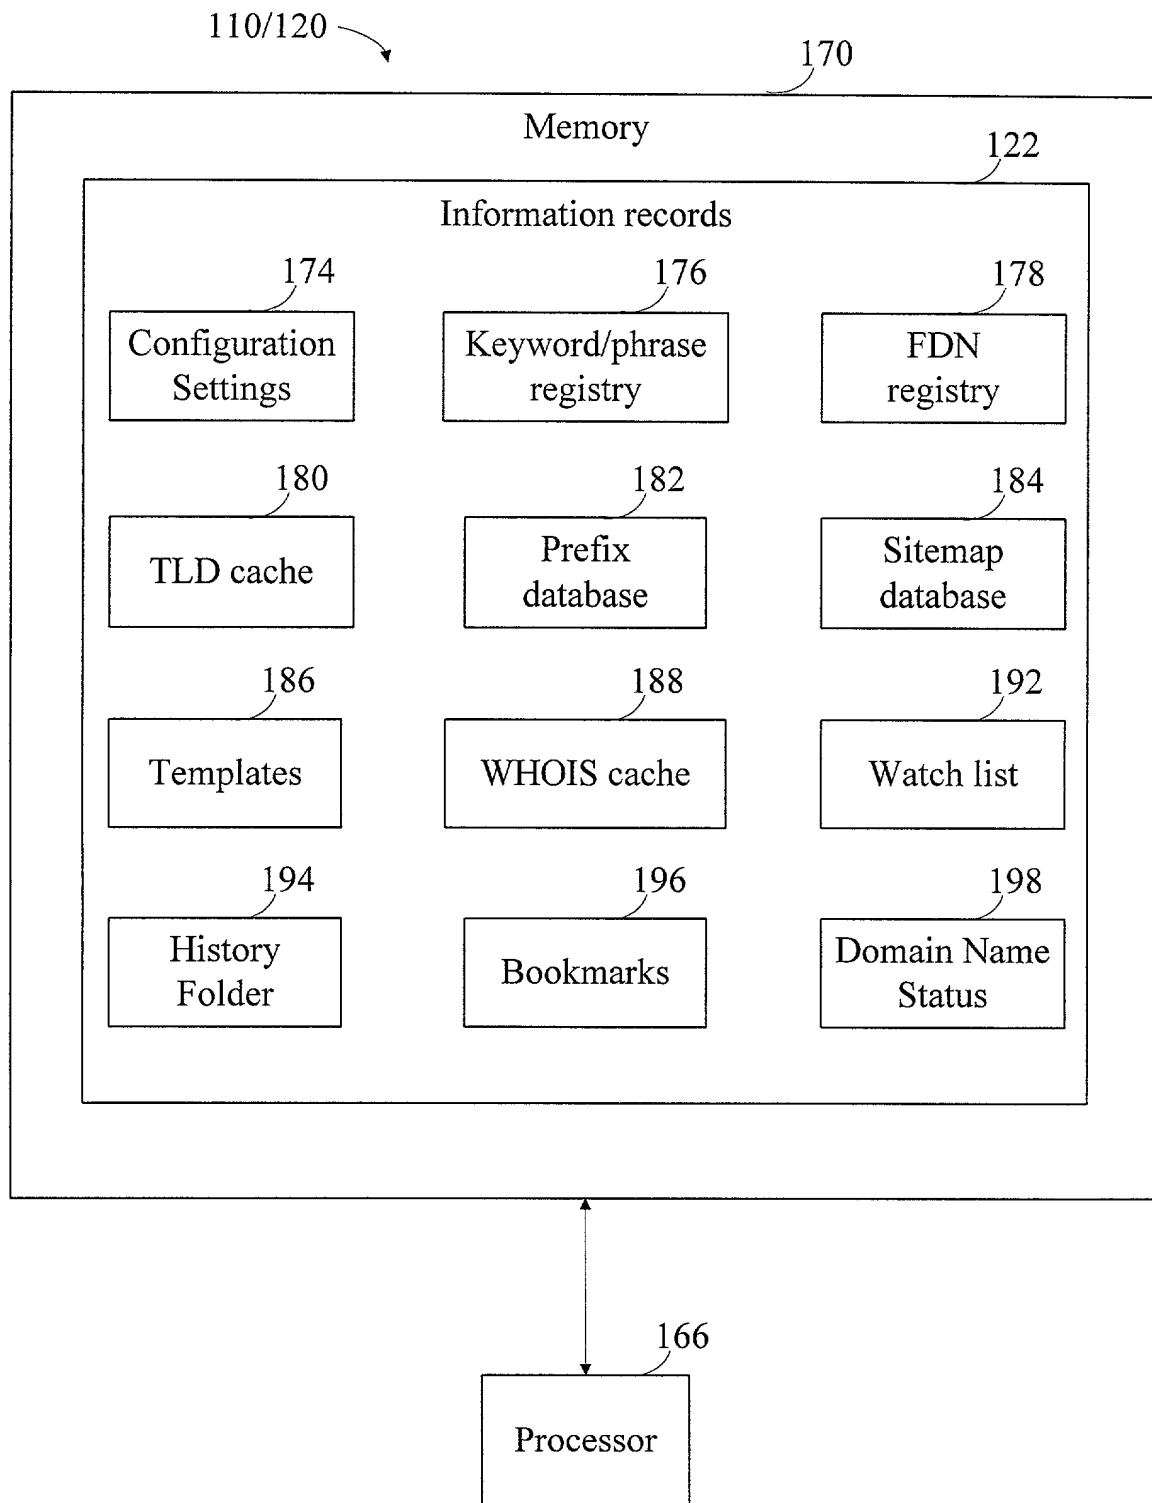 110/120
170
Memory
122
Information records
174
176
178
Configuration
Settings
Keyword/phrase
registry
FDN
registry
180
182
184
TLD cache
Prefix
database
Sitemap
database
186
188
192
Templates
WHOIS cache
Watch list
194
196
198
History
Folder
Bookmarks
Domain Name
Status
166
Processor